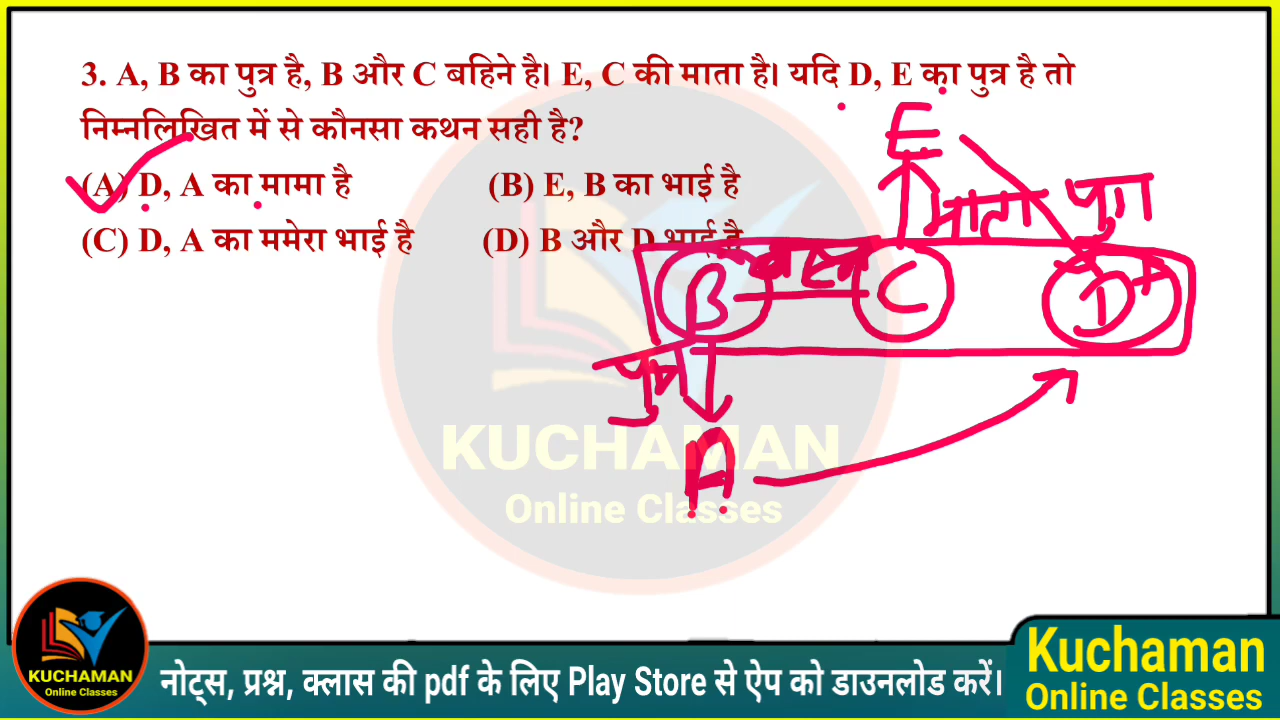 3. A, B का पुत्र है, B और C बहिने है। E, C की माता है। यदि D, E का पुत्र है तो
निम्नलिखित में से कौनसा कथन सही है?
(A) D, A का मामा है (B) E, B का भाई है
(C) D, A का ममेरा भाई है (D) B और D भाई है
E
माता पुत्र
B बहन C D +
पुत्र
A
KUCHAMAN
Online Classes
KUCHAMAN
Online Classes
नोट्स, प्रश्न, क्लास की pdf के लिए Play Store से ऐप को डाउनलोड करें।
Kuchaman
Online Classes